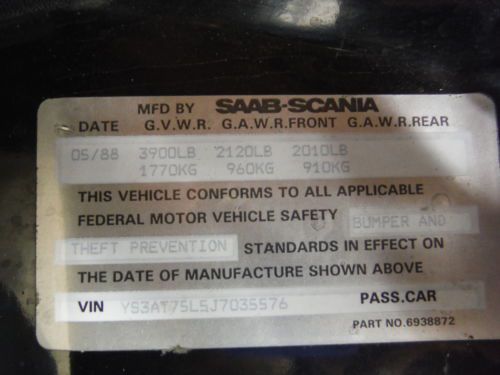 MFD BY SAAB-SCANIA
DATE G.V.W.R. G.A.W.R.FRONT G.A.W.R.REAR
05/88 3900LB 2120LB 2010LB
1770KG 960KG 910KG
THIS VEHICLE CONFORMS TO ALL APPLICABLE
FEDERAL MOTOR VEHICLE SAFETY BUMPER AND
THEFT PREVENTION STANDARDS IN EFFECT ON
THE DATE OF MANUFACTURE SHOWN ABOVE
VIN YS3AT75L5J7035576 PASS.CAR
PART NO.6938872